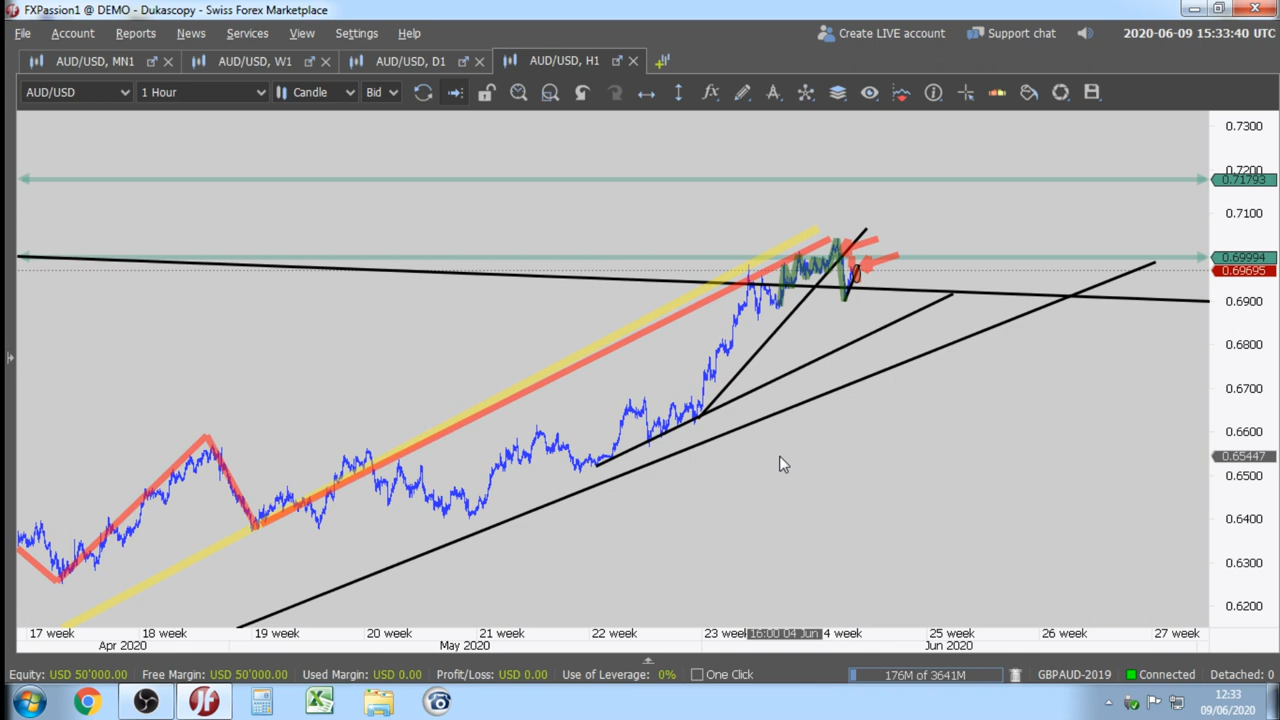 FXPassion1 @ DEMO - Dukascopy - Swiss Forex Marketplace
File Account Reports News Services View Settings Help Create LIVE account Support chat 2020-06-09 15:33:40 UTC
AUD/USD, MN1 AUD/USD, W1 AUD/USD, D1 AUD/USD, H1
AUD/USD 1 Hour Candle Bid
0.7300
0.7200
0.71793
0.7100
0.69994
0.69695
0.6900
0.6800
0.6700
0.6600
0.65447
0.6500
0.6400
0.6300
0.6200
17 week 18 week 19 week 20 week 21 week 22 week 23 week 16:00 04 Jun 4 week 25 week 26 week 27 week
Apr 2020 May 2020 Jun 2020
Equity: USD 50'000.00 Free Margin: USD 50'000.00 Used Margin: USD 0.00 Profit/Loss: USD 0.00 Use of Leverage: 0% One Click 176M of 3641M GBPAUD-2019 Connected Detached: 0
12:33
09/06/2020